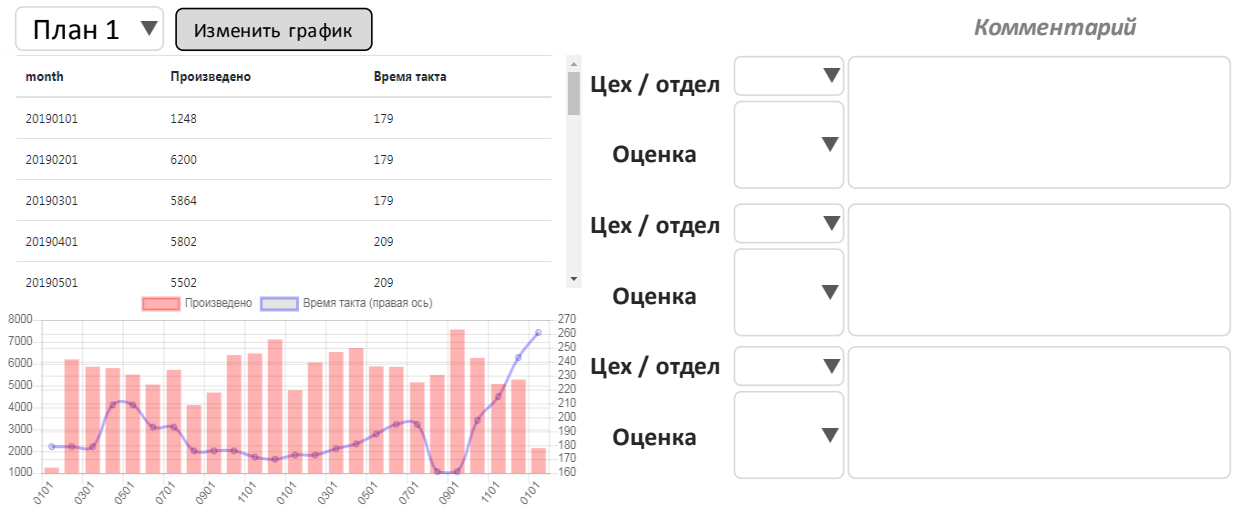 План 1
Изменить график
Комментарий
month Произведено Время такта
20190101 1248 179
20190201 6200 179
20190301 5864 179
20190401 5802 209
20190501 5502 209
Произведено Время такта (правая ось)
8000
7000
6000
5000
4000
3000
2000
1000
270
260
250
240
230
220
210
200
190
180
170
160
0101 0301 0501 0701 0901 1101 0101 0301 0501 0701 0901 1101 0101
Цех / отдел
Оценка
Цех / отдел
Оценка
Цех / отдел
Оценка